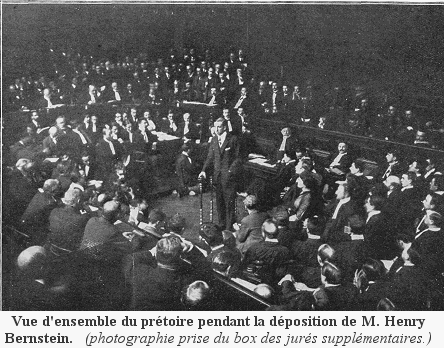 Vue d'ensemble du prétoire pendant la déposition de M. Henry
Bernstein. (photographie prise du box des jurés supplémentaires.)